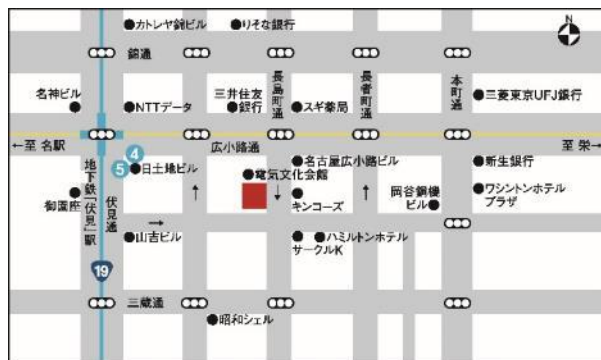 カトレヤ錦ビル
りそな銀行
N
錦通
名神ビル
NTTデータ
三井住友
銀行
長島町通
スギ薬局
長者町通
本町通
三菱東京UFJ銀行
←至 名駅
広小路通
至 栄→
地下鉄「伏見」駅
伏見通
4
5
日土地ビル
名古屋広小路ビル
電気文化会館
新生銀行
御園座
キンコーズ
岡谷鋼機
ビル
ワシントンホテル
プラザ
山吉ビル
ハミルトンホテル
サークルK
19
三蔵通
昭和シェル